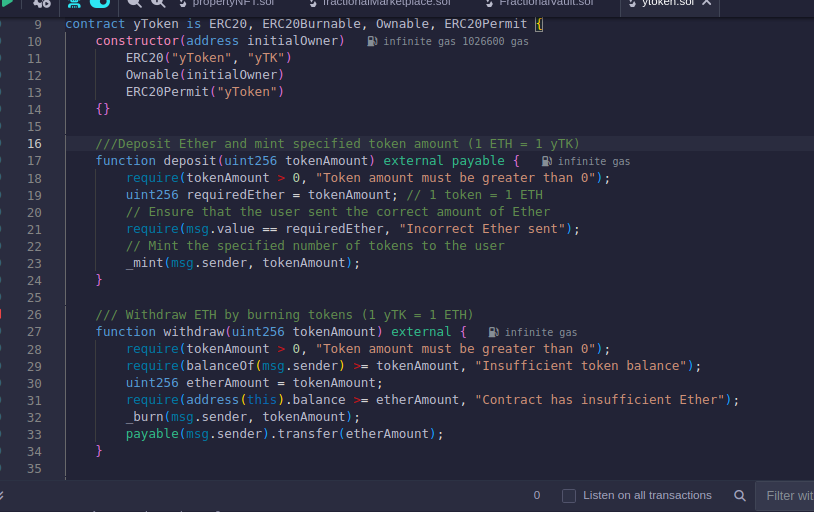 propertyNFT.sol fractionalMarketplace.sol FractionalVault.sol ytoken.sol
9 contract yToken is ERC20, ERC20Burnable, Ownable, ERC20Permit {
10 constructor(address initialOwner) infinite gas 1026600 gas
11 ERC20("yToken", "yTK")
12 Ownable(initialOwner)
13 ERC20Permit("yToken")
14 {}
15
16 ///Deposit Ether and mint specified token amount (1 ETH = 1 yTK)
17 function deposit(uint256 tokenAmount) external payable { infinite gas
18 require(tokenAmount > 0, "Token amount must be greater than 0");
19 uint256 requiredEther = tokenAmount; // 1 token = 1 ETH
20 // Ensure that the user sent the correct amount of Ether
21 require(msg.value == requiredEther, "Incorrect Ether sent");
22 // Mint the specified number of tokens to the user
23 _mint(msg.sender, tokenAmount);
24 }
25
26 /// Withdraw ETH by burning tokens (1 yTK = 1 ETH)
27 function withdraw(uint256 tokenAmount) external { infinite gas
28 require(tokenAmount > 0, "Token amount must be greater than 0");
29 require(balanceOf(msg.sender) >= tokenAmount, "Insufficient token balance");
30 uint256 etherAmount = tokenAmount;
31 require(address(this).balance >= etherAmount, "Contract has insufficient Ether");
32 _burn(msg.sender, tokenAmount);
33 payable(msg.sender).transfer(etherAmount);
34 }
35
0 Listen on all transactions Filter wit